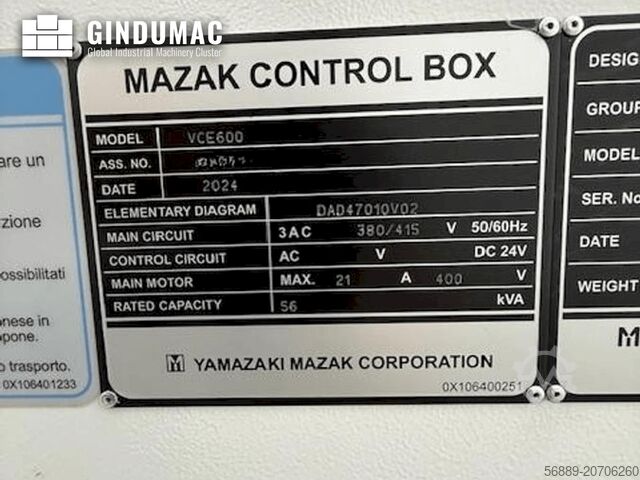 GINDUMAC
Global Industrial Machinery Cluster
MAZAK CONTROL BOX
MODEL VCE600
ASS. NO.
DATE 2024
ELEMENTARY DIAGRAM DAD47010V02
MAIN CIRCUIT 3AC 380/415 V 50/60Hz
CONTROL CIRCUIT AC V DC 24V
MAIN MOTOR MAX. 21 A 400 V
RATED CAPACITY 56 kVA
YAMAZAKI MAZAK CORPORATION
0X106400251
are un
zione
ossibilitati
onese in
pone.
o trasporto.
0X106401233
DESIG
GROUP
MODEL
SER. No
DATE
WEIGHT
56889-20706260